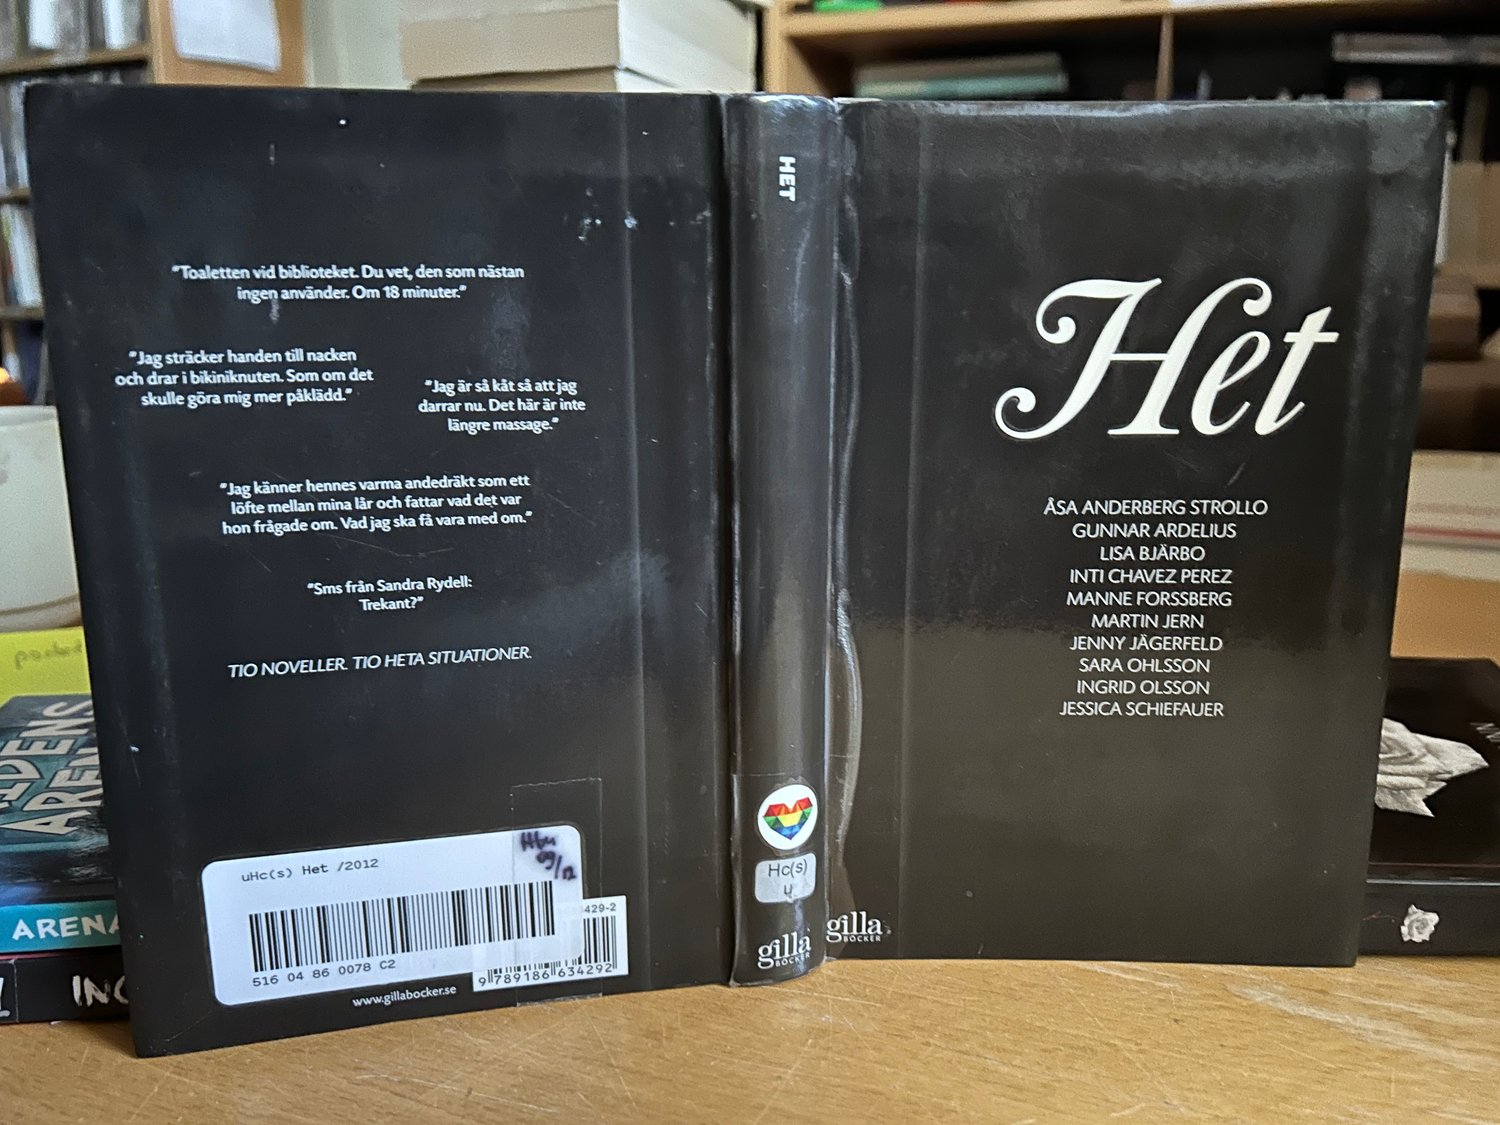 "Toaletten vid biblioteket. Du vet, den som nästan
ingen använder. Om 18 minuter."
"Jag sträcker handen till nacken
och drar i bikiniknuten. Som om det
skulle göra mig mer påklädd."
"Jag är så kåt så att jag
darrar nu. Det här är inte
längre massage."
"Jag känner hennes varma andedräkt som ett
löfte mellan mina lår och fattar vad det var
hon frågade om. Vad jag ska få vara med om."
"Sms från Sandra Rydell:
Trekant?"
TIO NOVELLER. TIO HETA SITUATIONER.
uHc(s) Het /2012
516 04 86 0078 C2
429-2
9 789186 634292
www.gillabocker.se
HET
Hc(s)
u
gilla
BÖCKER
Het
ÅSA ANDERBERG STROLLO
GUNNAR ARDELIUS
LISA BJÄRBO
INTI CHAVEZ PEREZ
MANNE FORSSBERG
MARTIN JERN
JENNY JÄGERFELD
SARA OHLSSON
INGRID OLSSON
JESSICA SCHIEFAUER
gilla
BÖCKER
ARENA